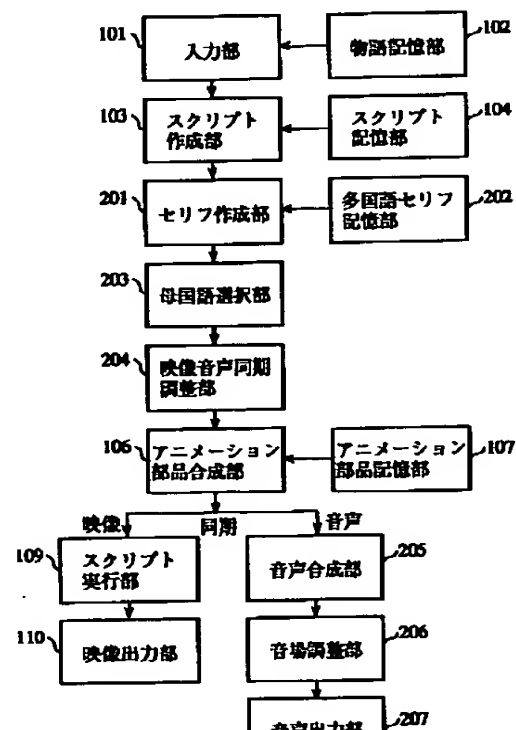 101
入力部
物語記憶部
102
103
スクリプト
作成部
スクリプト
記憶部
104
201
セリフ作成部
多国語セリフ
記憶部
202
203
母国語選択部
204
映像音声同期
調整部
106
アニメーション
部品合成部
アニメーション
部品記憶部
107
映像
同期
音声
109
スクリプト
実行部
音声合成部
205
110
映像出力部
音場調整部
206
音声出力部
207